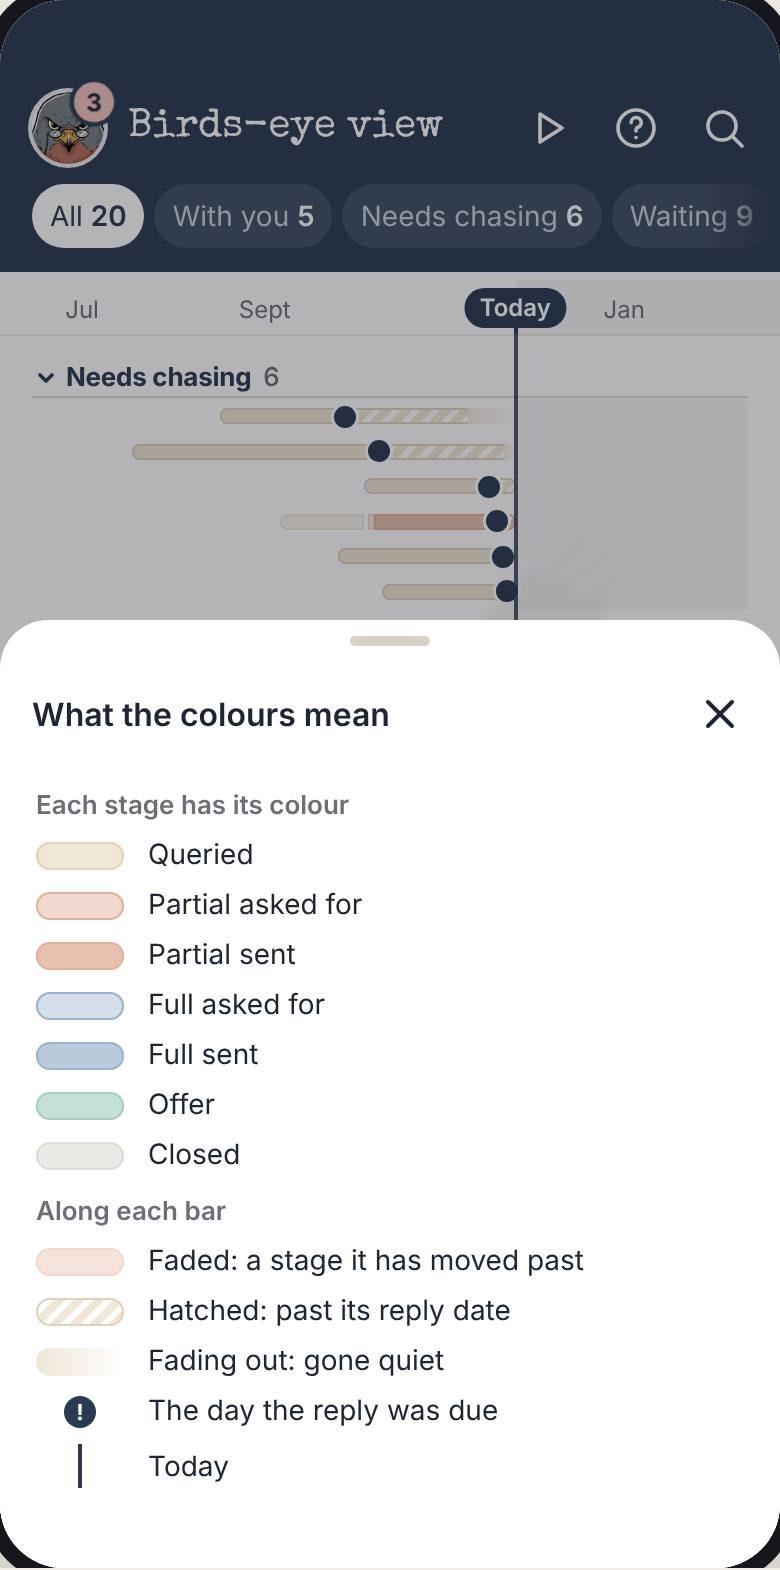 3
Birds-eye view
All 20 With you 5 Needs chasing 6 Waiting 9
Jul Sept Today Jan
Needs chasing 6
What the colours mean
Each stage has its colour
Queried
Partial asked for
Partial sent
Full asked for
Full sent
Offer
Closed
Along each bar
Faded: a stage it has moved past
Hatched: past its reply date
Fading out: gone quiet
! The day the reply was due
Today